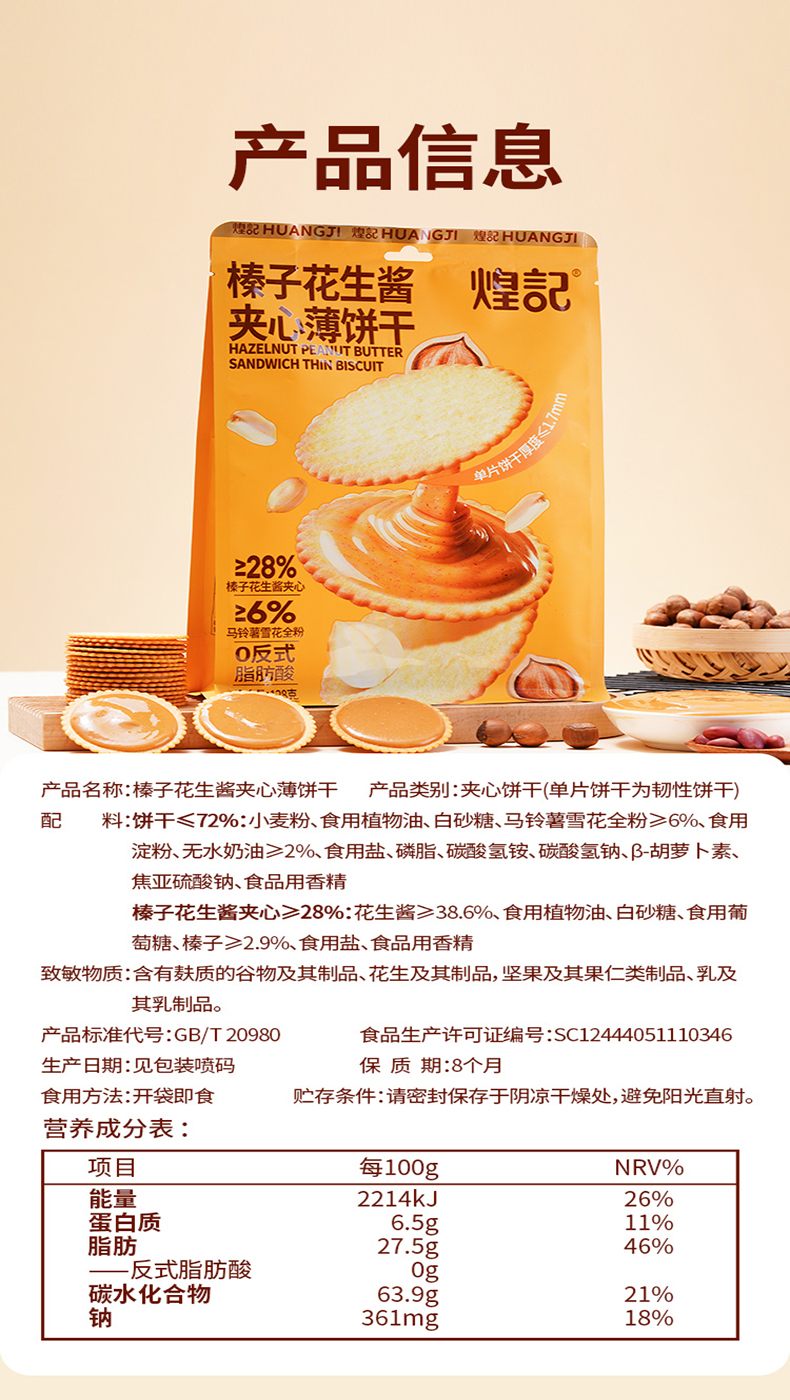 产品信息
煌記 HUANGJI 煌記 HUANGJI 煌記 HUANGJI
榛子花生酱
夹心薄饼干
煌記®
HAZELNUT PEANUT BUTTER
SANDWICH THIN BISCUIT
单片饼干厚度≤1.7mm
≥28%
榛子花生酱夹心
≥6%
马铃薯雪花全粉
0反式
脂肪酸
产品名称:榛子花生酱夹心薄饼干 产品类别:夹心饼干(单片饼干为韧性饼干)
配 料:饼干≤72%:小麦粉、食用植物油、白砂糖、马铃薯雪花全粉≥6%、食用
淀粉、无水奶油≥2%、食用盐、磷脂、碳酸氢铵、碳酸氢钠、β-胡萝卜素、
焦亚硫酸钠、食品用香精
榛子花生酱夹心≥28%:花生酱≥38.6%、食用植物油、白砂糖、食用葡
萄糖、榛子≥2.9%、食用盐、食品用香精
致敏物质:含有麸质的谷物及其制品、花生及其制品,坚果及其果仁类制品、乳及
其乳制品。
产品标准代号:GB/T 20980 食品生产许可证编号:SC12444051110346
生产日期:见包装喷码 保 质 期:8个月
食用方法:开袋即食 贮存条件:请密封保存于阴凉干燥处,避免阳光直射。
营养成分表:
项目 每100g NRV%
能量 2214kJ 26%
蛋白质 6.5g 11%
脂肪 27.5g 46%
——反式脂肪酸 0g
碳水化合物 63.9g 21%
钠 361mg 18%